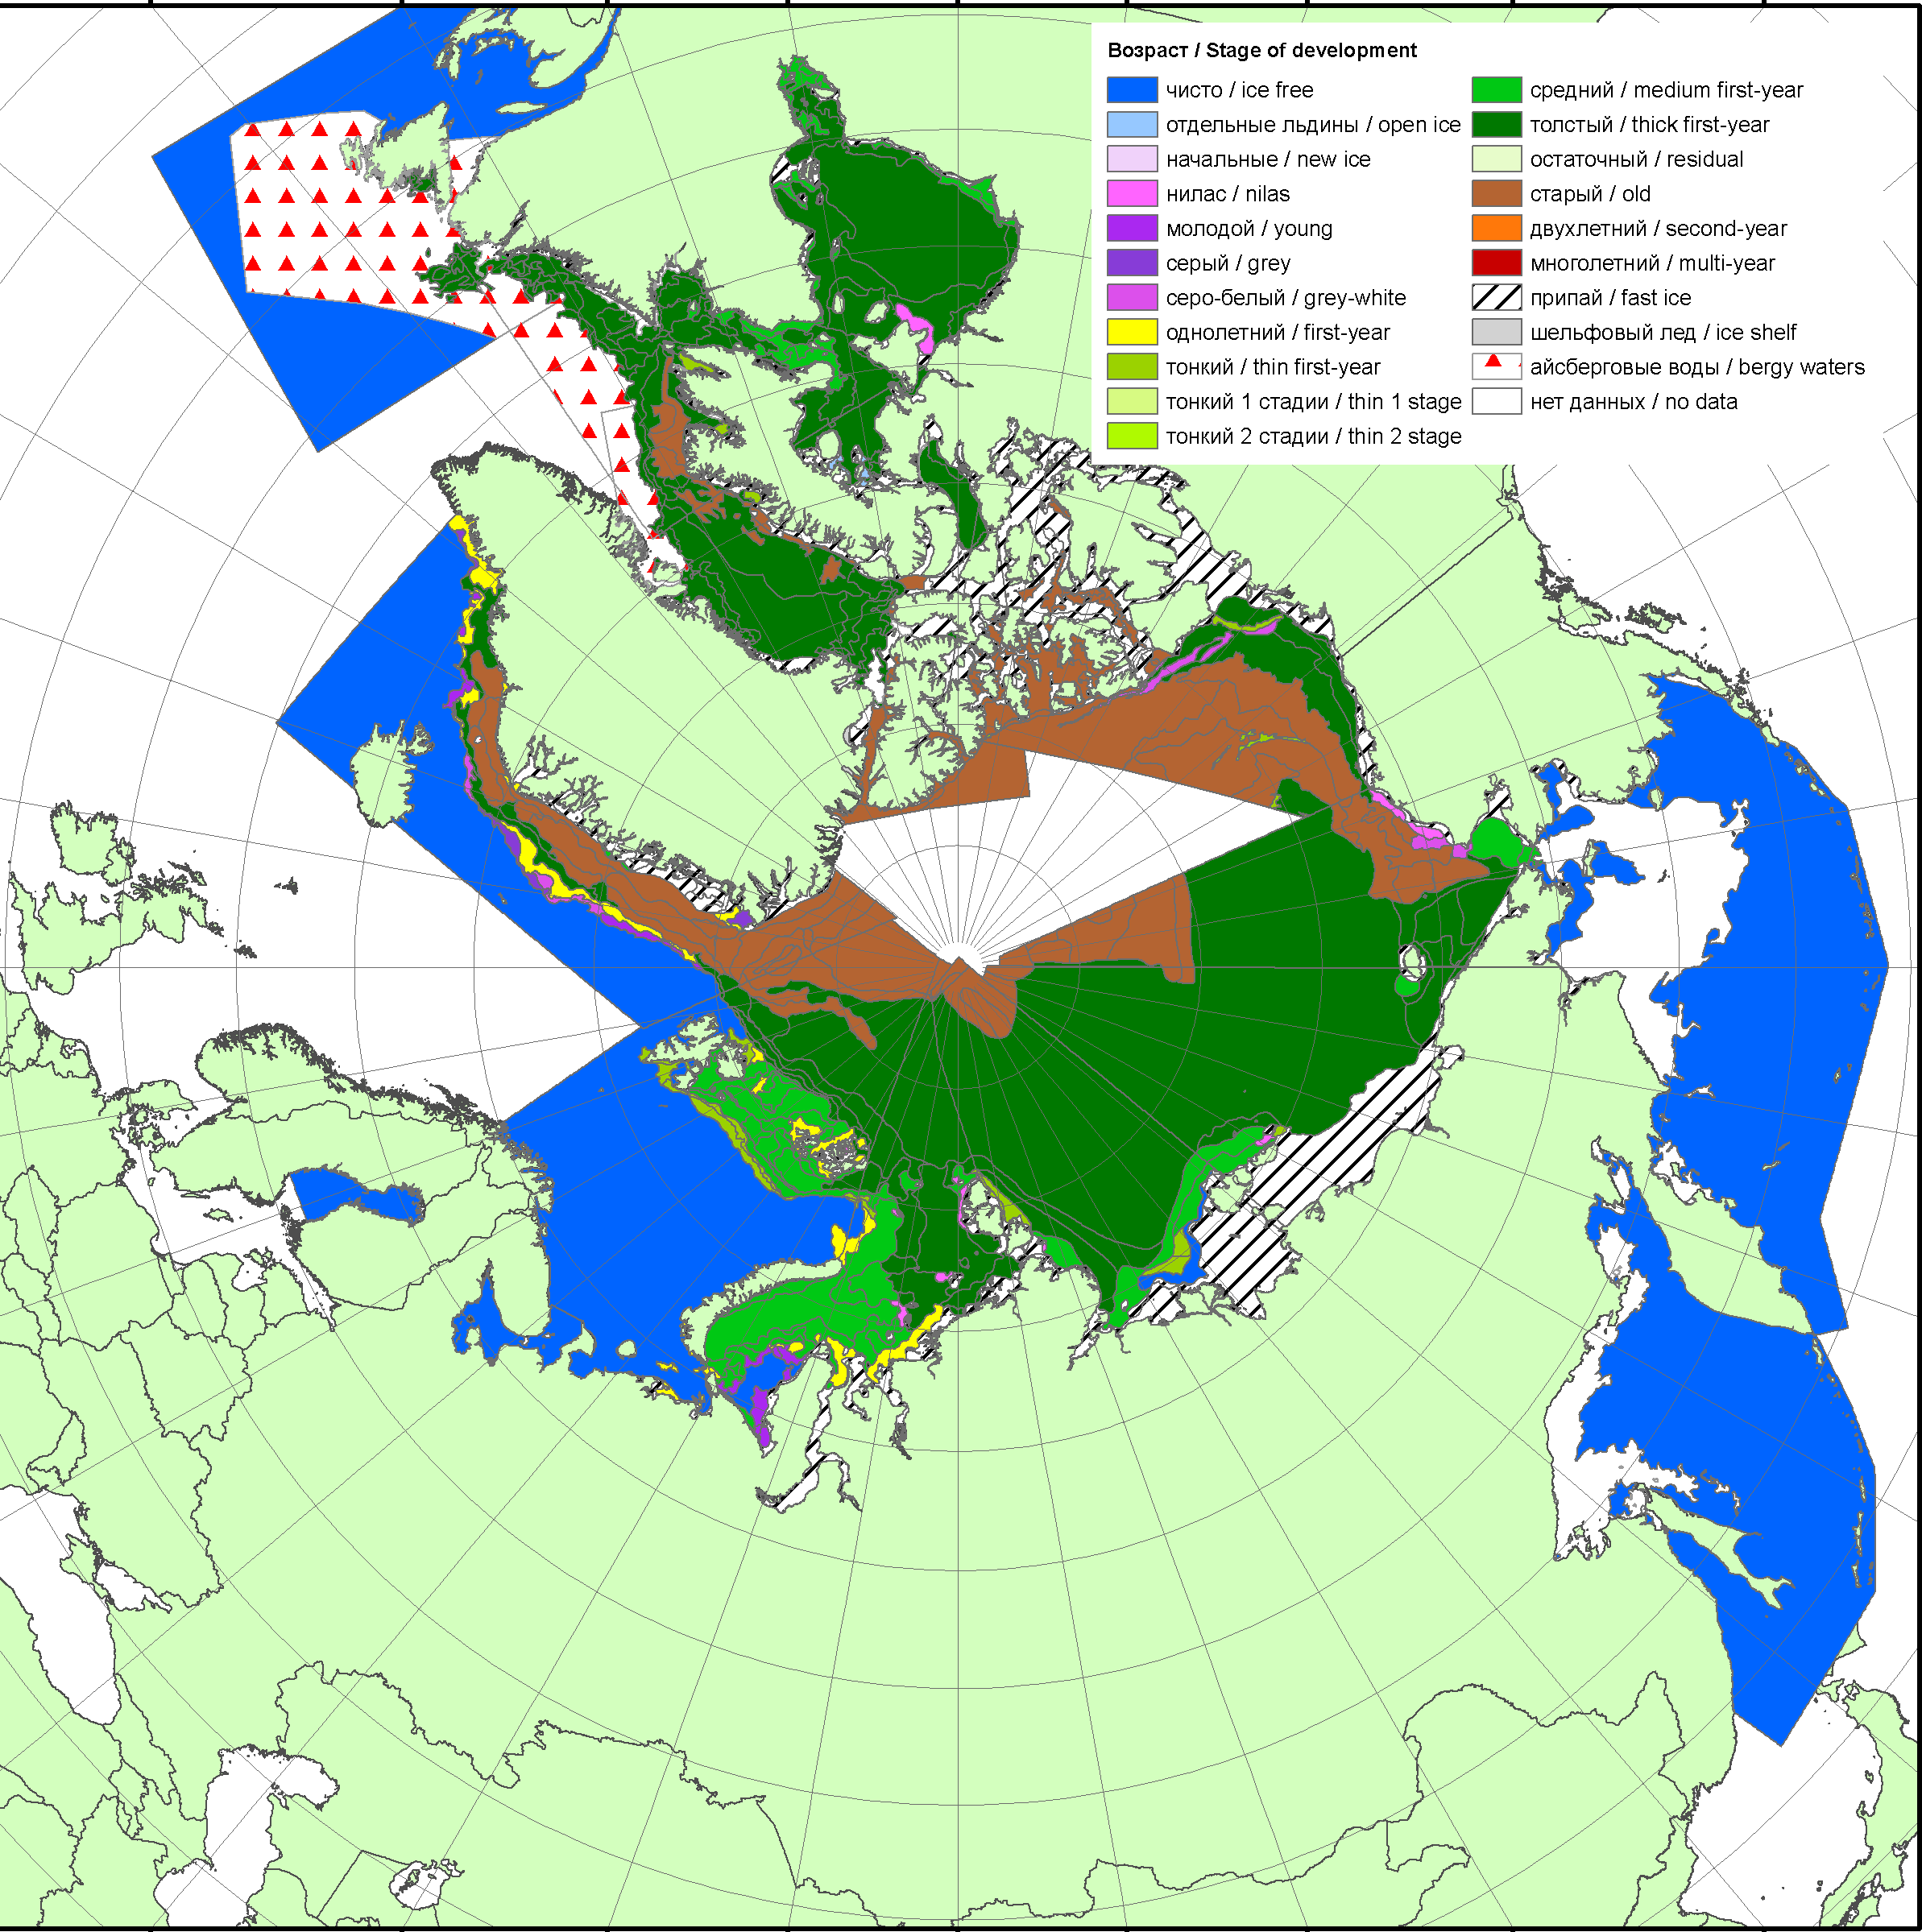 Возраст / Stage of development
чисто / ice free
отдельные льдины / open ice
начальные / new ice
нилас / nilas
молодой / young
серый / grey
серо-белый / grey-white
однолетний / first-year
тонкий / thin first-year
тонкий 1 стадии / thin 1 stage
тонкий 2 стадии / thin 2 stage
средний / medium first-year
толстый / thick first-year
остаточный / residual
старый / old
двухлетний / second-year
многолетний / multi-year
припай / fast ice
шельфовый лед / ice shelf
айсберговые воды / bergy waters
нет данных / no data